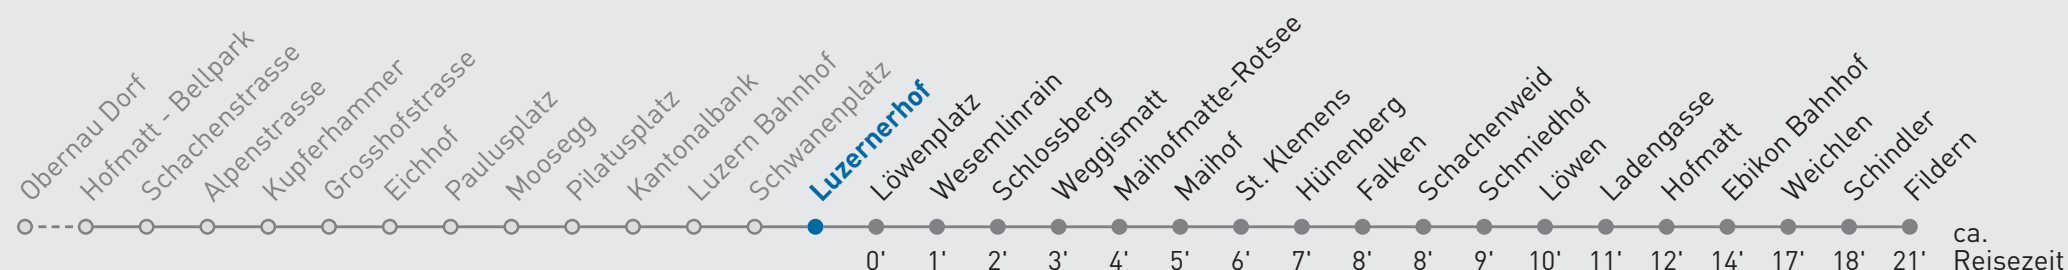 Obernau Dorf
Hofmatt - Bellpark
Schachenstrasse
Alpenstrasse
Kupferhammer
Grosshofstrasse
Eichhof
Paulusplatz
Moosegg
Pilatusplatz
Kantonalbank
Luzern Bahnhof
Schwanenplatz
Luzernerhof
Löwenplatz
Wesemlinrain
Schlossberg
Weggismatt
Maihofmatte-Rotsee
Maihof
St. Klemens
Hünenberg
Falken
Schachenweid
Schmiedhof
Löwen
Ladengasse
Hofmatt
Ebikon Bahnhof
Weichlen
Schindler
Fildern
ca.
0' 1' 2' 3' 4' 5' 6' 7' 8' 8' 9' 10' 11' 12' 14' 17' 18' 21' Reisezeit